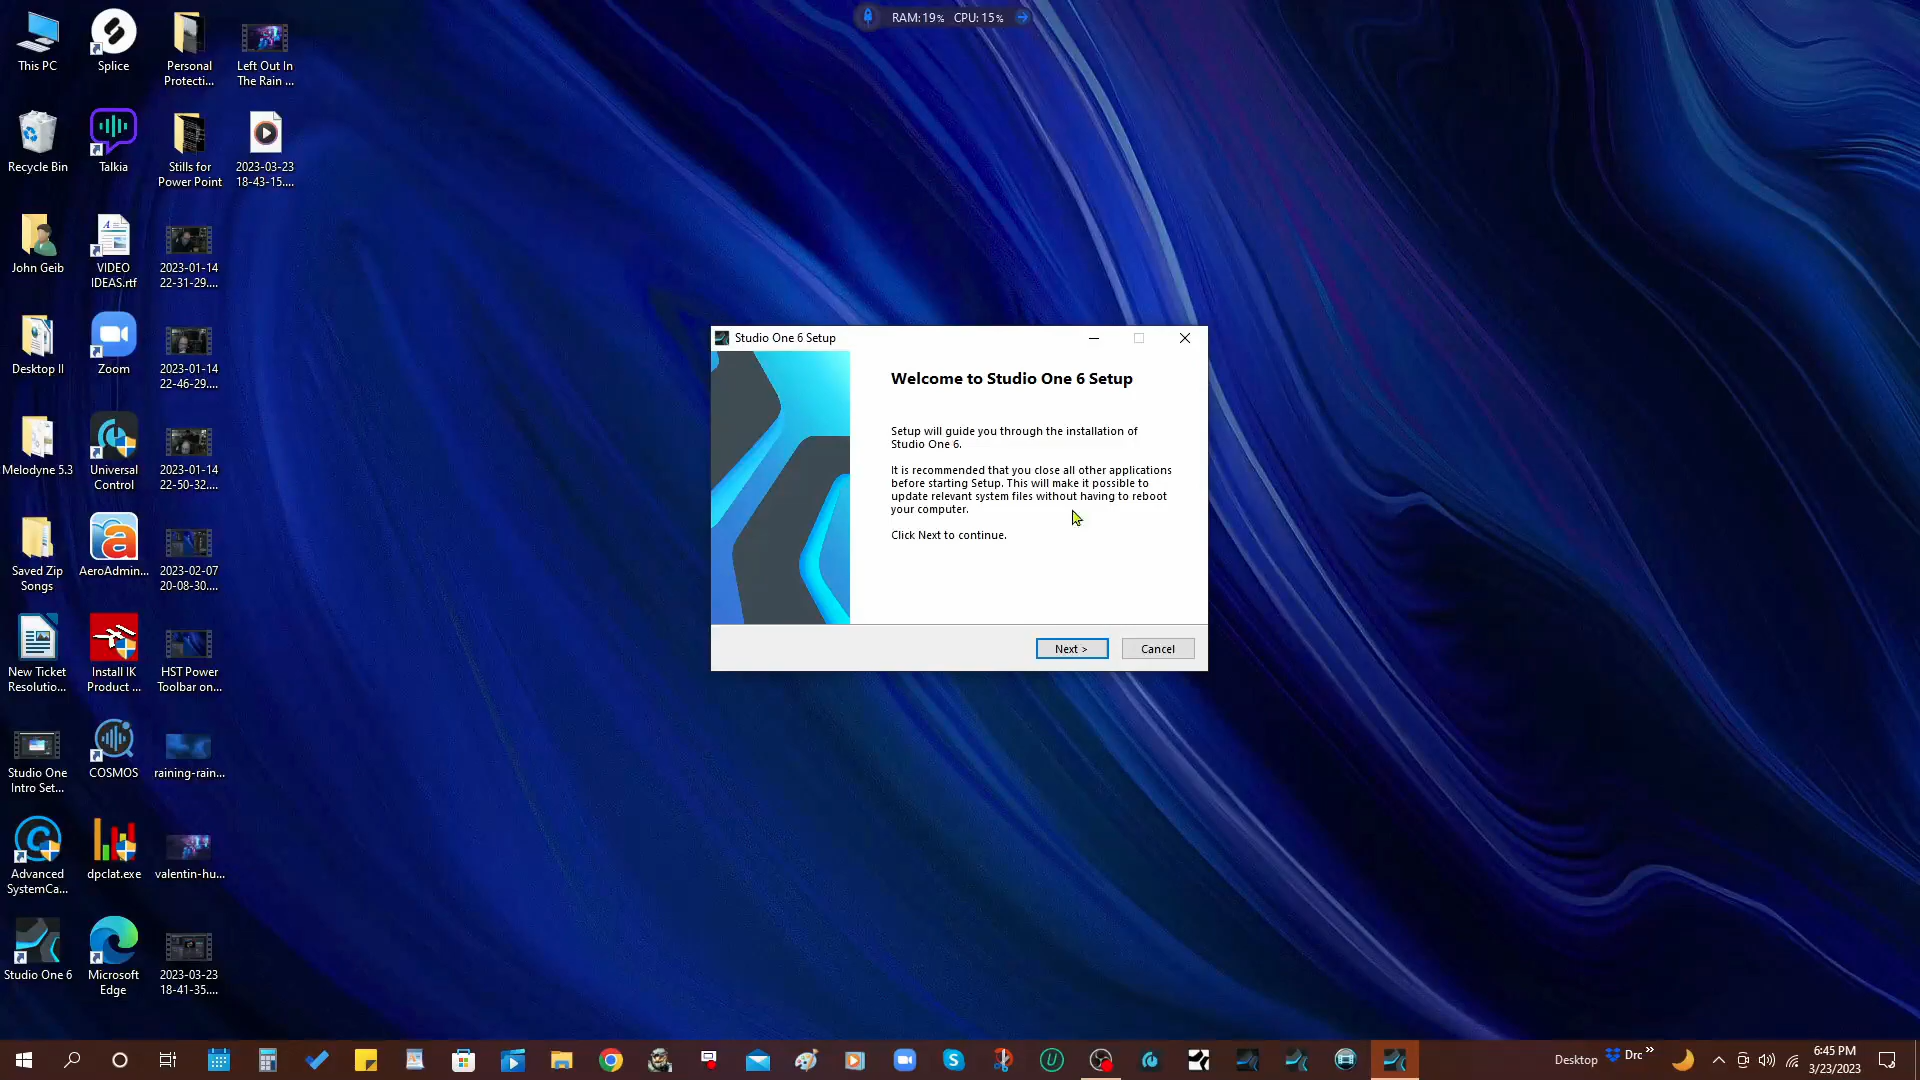 RAM: 19% CPU: 15%
This PC
Splice
Personal
Protecti...
Left Out In
The Rain ...
Recycle Bin
Talkia
Stills for
Power Point
2023-03-23
18-43-15....
John Geib
VIDEO
IDEAS.rtf
2023-01-14
22-31-29....
Desktop II
Zoom
2023-01-14
22-46-29....
Melodyne 5.3
Universal
Control
2023-01-14
22-50-32....
Saved Zip
Songs
AeroAdmin...
2023-02-07
20-08-30....
New Ticket
Resolutio...
Install IK
Product ...
HST Power
Toolbar on...
Studio One
Intro Set...
COSMOS
raining-rain...
Advanced
SystemCa...
dpclat.exe
valentin-hu...
Studio One 6
Microsoft
Edge
2023-03-23
18-41-35....
Studio One 6 Setup
Welcome to Studio One 6 Setup
Setup will guide you through the installation of
Studio One 6.
It is recommended that you close all other applications
before starting Setup. This will make it possible to
update relevant system files without having to reboot
your computer.
Click Next to continue.
Next >
Cancel
Desktop
Drc
6:45 PM
3/23/2023